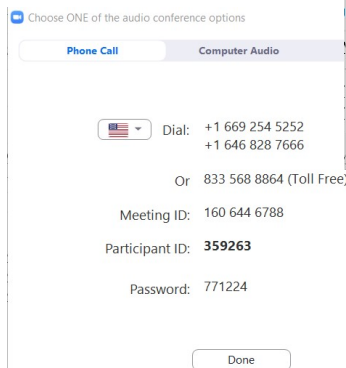 Choose ONE of the audio conference options
Phone Call Computer Audio
Dial: +1 669 254 5252
+1 646 828 7666
Or 833 568 8864 (Toll Free)
Meeting ID: 160 644 6788
Participant ID: 359263
Password: 771224
Done